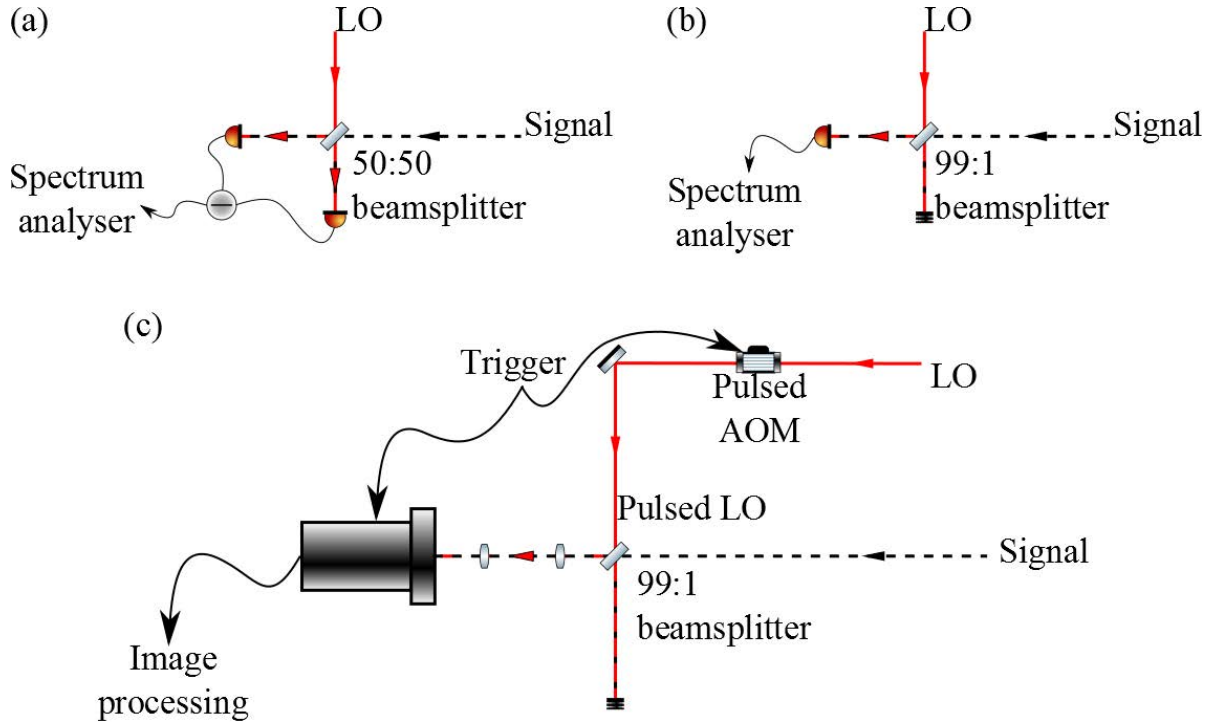 (a)
LO
Signal
50:50
beamsplitter
Spectrum
analyser
(b)
LO
Signal
99:1
beamsplitter
Spectrum
analyser
(c)
Trigger
Pulsed
AOM
LO
Pulsed LO
Signal
99:1
beamsplitter
Image
processing